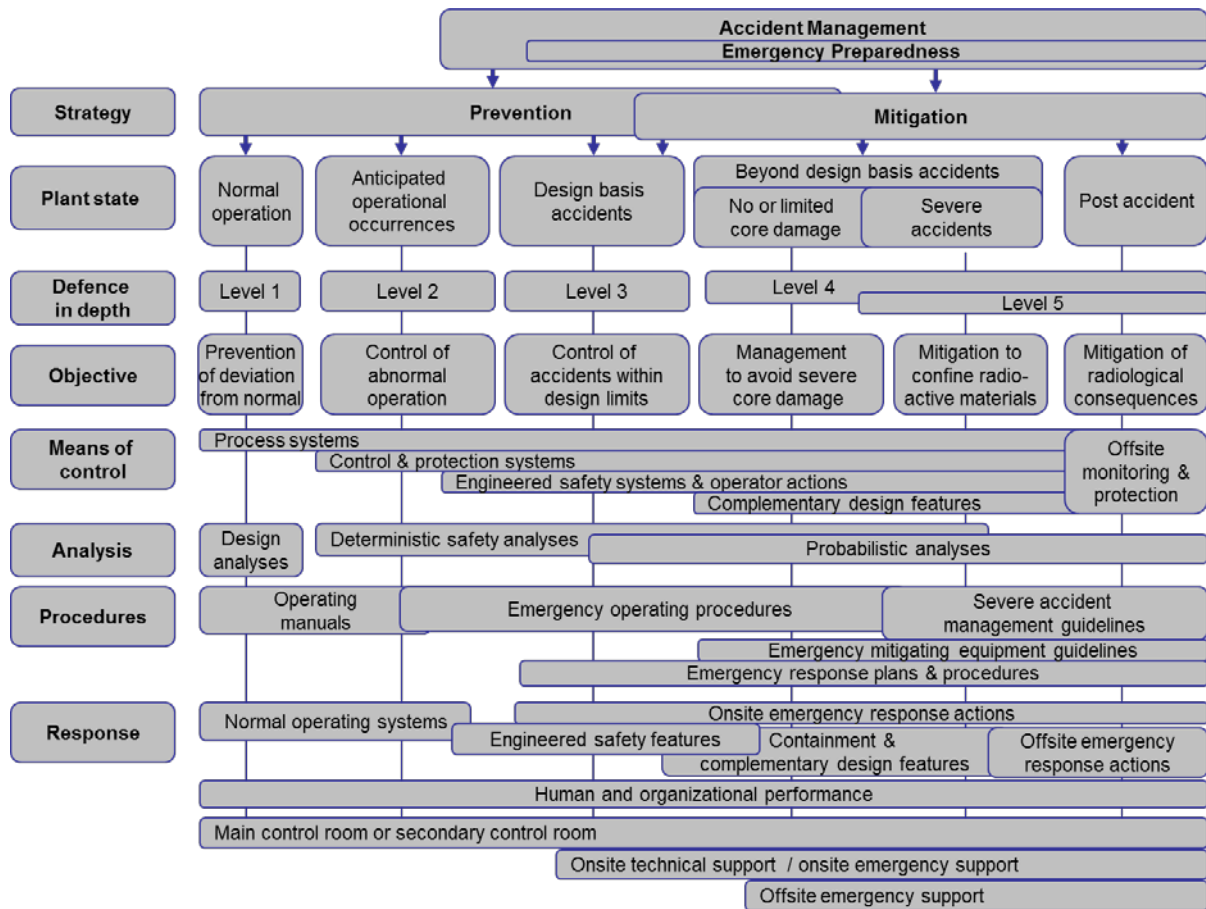 Accident Management
Emergency Preparedness
Strategy
Prevention
Mitigation
Plant state
Normal
operation
Anticipated
operational
occurrences
Design basis
accidents
Beyond design basis accidents
No or limited
core damage
Severe
accidents
Post accident
Defence
in depth
Level 1
Level 2
Level 3
Level 4
Level 5
Objective
Prevention
of deviation
from normal
Control of
abnormal
operation
Control of
accidents within
design limits
Management
to avoid severe
core damage
Mitigation to
confine radio-
active materials
Mitigation of
radiological
consequences
Means of
control
Process systems
Control & protection systems
Engineered safety systems & operator actions
Complementary design features
Offsite
monitoring &
protection
Analysis
Design
analyses
Deterministic safety analyses
Probabilistic analyses
Procedures
Operating
manuals
Emergency operating procedures
Severe accident
management guidelines
Emergency mitigating equipment guidelines
Emergency response plans & procedures
Response
Normal operating systems
Onsite emergency response actions
Engineered safety features
Containment &
complementary design features
Offsite emergency
response actions
Human and organizational performance
Main control room or secondary control room
Onsite technical support / onsite emergency support
Offsite emergency support